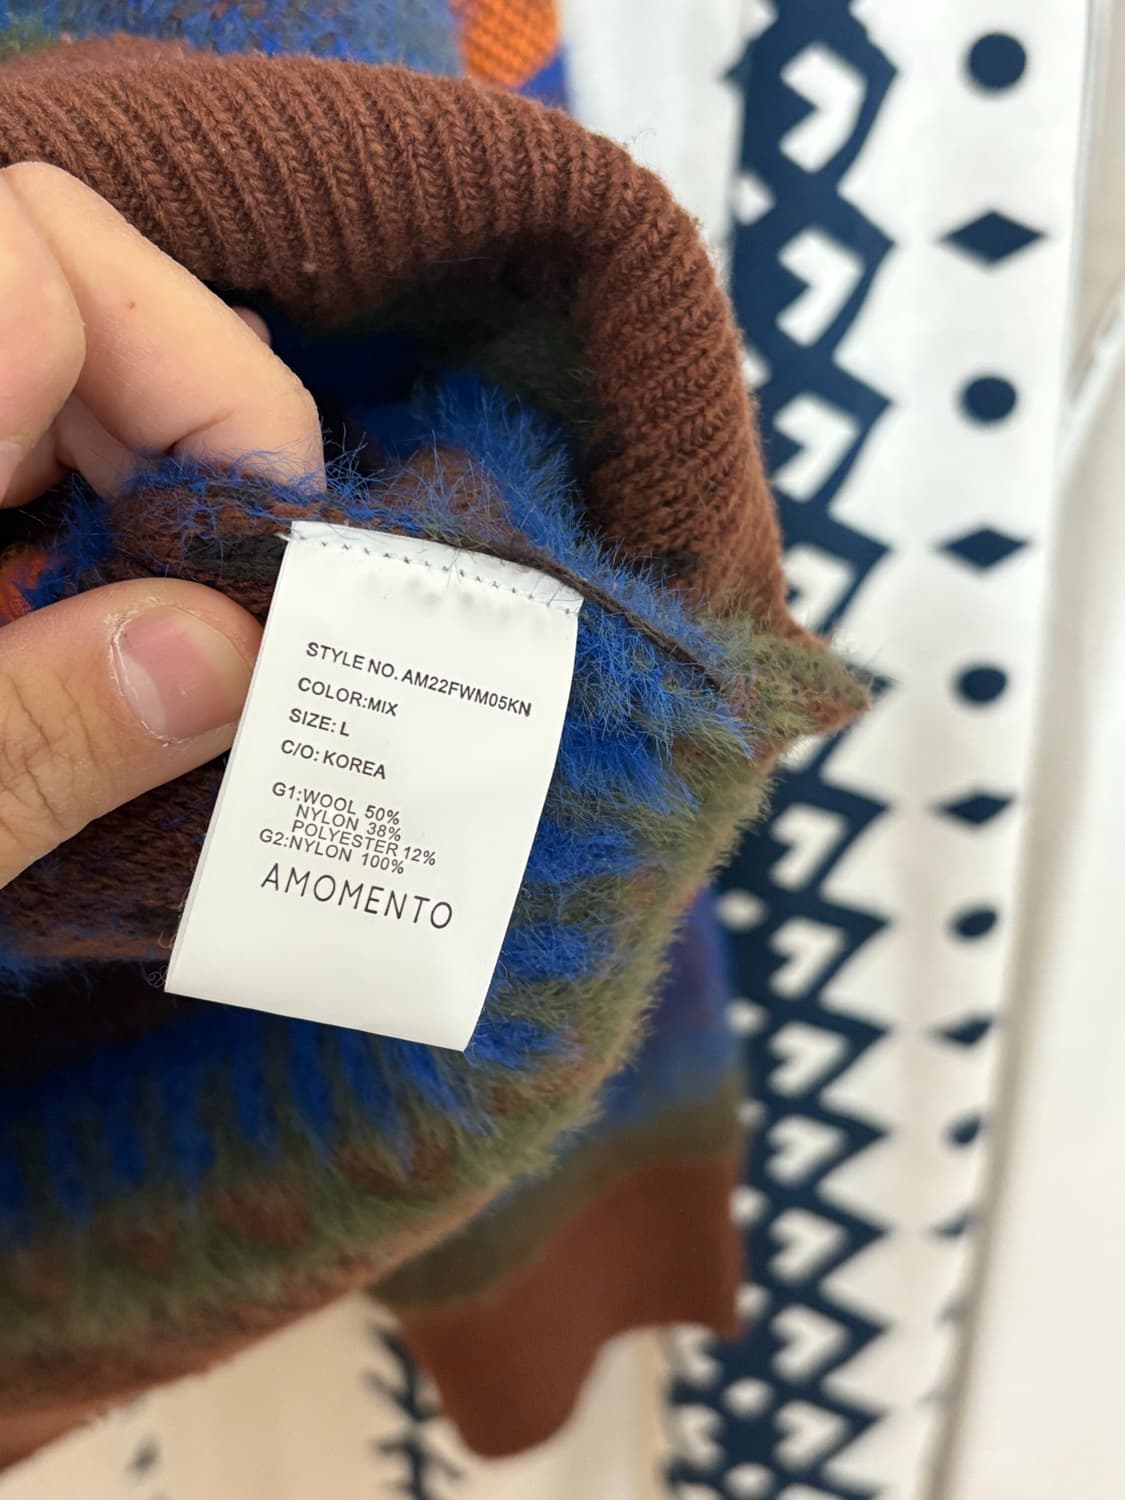 STYLE NO. AM22FWM05KN
COLOR:MIX
SIZE: L
C/O: KOREA
G1:WOOL 50%
NYLON 38%
POLYESTER 12%
G2:NYLON 100%
AMOMENTO